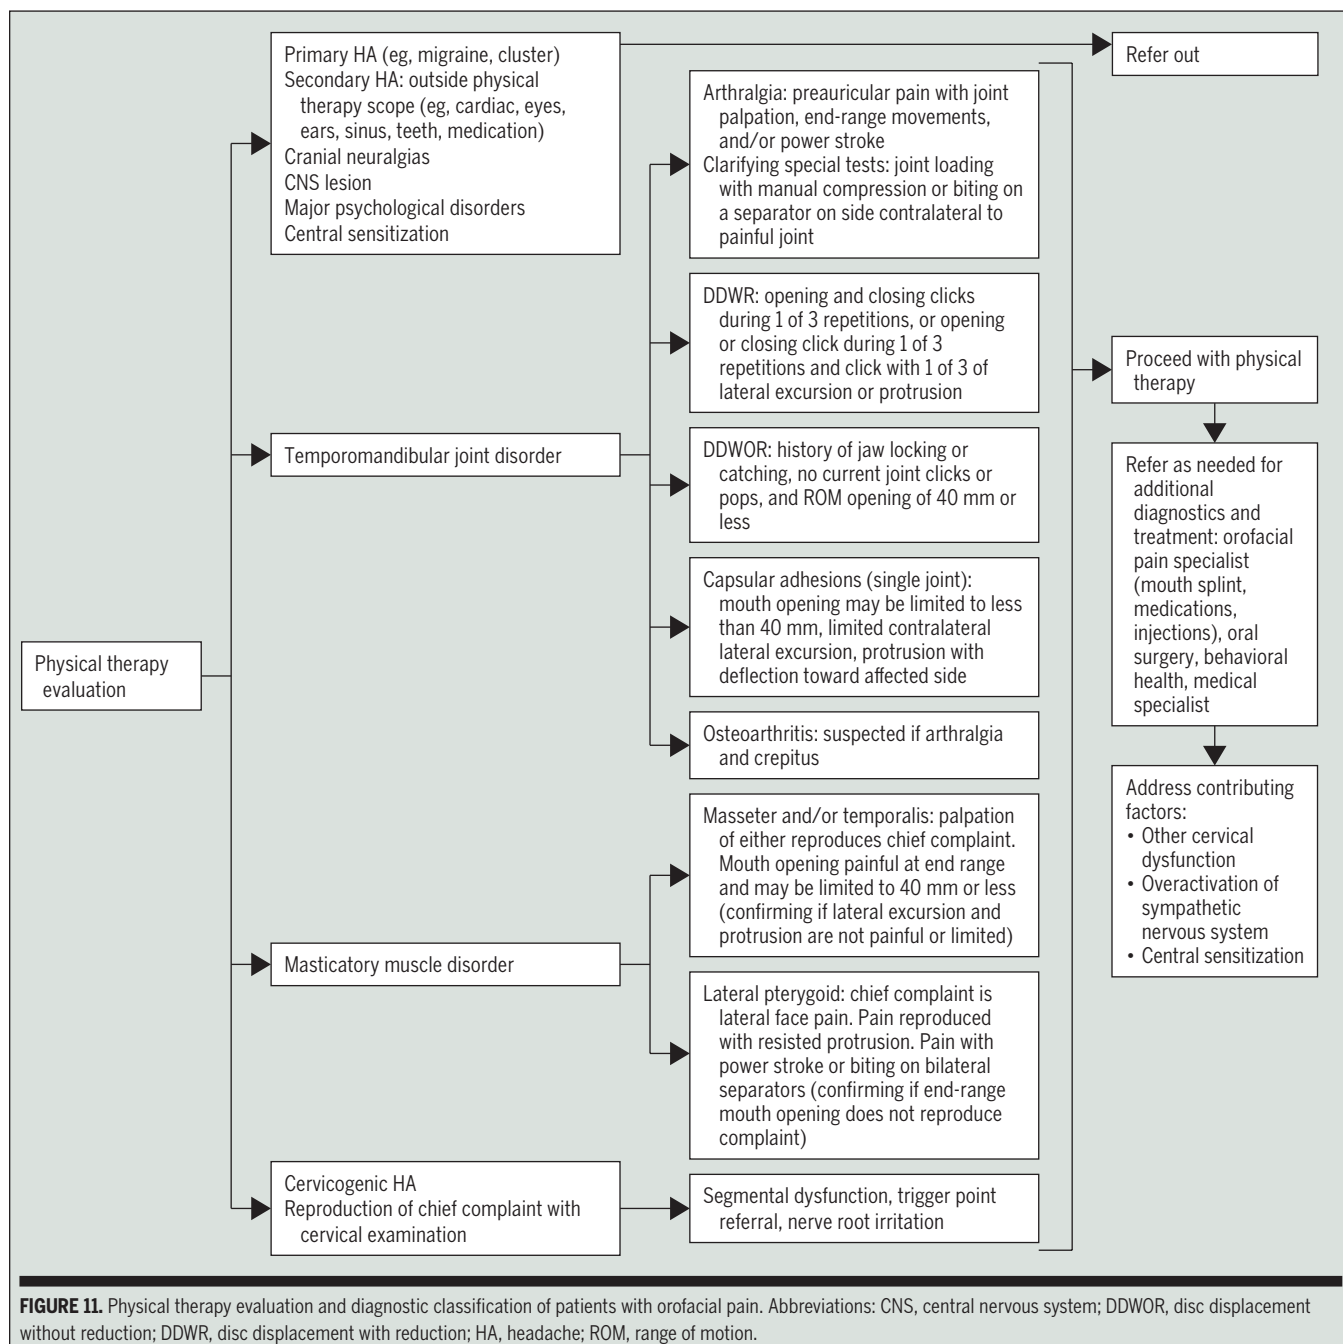 Primary HA (eg, migraine, cluster)
Secondary HA: outside physical
therapy scope (eg, cardiac, eyes,
ears, sinus, teeth, medication)
Cranial neuralgias
CNS lesion
Major psychological disorders
Central sensitization
Refer out
Arthralgia: preauricular pain with joint
palpation, end-range movements,
and/or power stroke
Clarifying special tests: joint loading
with manual compression or biting on
a separator on side contralateral to
painful joint
DDWR: opening and closing clicks
during 1 of 3 repetitions, or opening
or closing click during 1 of 3
repetitions and click with 1 of 3 of
lateral excursion or protrusion
Temporomandibular joint disorder
DDWOR: history of jaw locking or
catching, no current joint clicks or
pops, and ROM opening of 40 mm or
less
Capsular adhesions (single joint):
mouth opening may be limited to less
than 40 mm, limited contralateral
lateral excursion, protrusion with
deflection toward affected side
Osteoarthritis: suspected if arthralgia
and crepitus
Physical therapy
evaluation
Masticatory muscle disorder
Masseter and/or temporalis: palpation
of either reproduces chief complaint.
Mouth opening painful at end range
and may be limited to 40 mm or less
(confirming if lateral excursion and
protrusion are not painful or limited)
Lateral pterygoid: chief complaint is
lateral face pain. Pain reproduced
with resisted protrusion. Pain with
power stroke or biting on bilateral
separators (confirming if end-range
mouth opening does not reproduce
complaint)
Cervicogenic HA
Reproduction of chief complaint with
cervical examination
Segmental dysfunction, trigger point
referral, nerve root irritation
Proceed with physical
therapy
Refer as needed for
additional
diagnostics and
treatment: orofacial
pain specialist
(mouth splint,
medications,
injections), oral
surgery, behavioral
health, medical
specialist
Address contributing
factors:
• Other cervical
dysfunction
• Overactivation of
sympathetic
nervous system
• Central sensitization
FIGURE 11. Physical therapy evaluation and diagnostic classification of patients with orofacial pain. Abbreviations: CNS, central nervous system; DDWOR, disc displacement
without reduction; DDWR, disc displacement with reduction; HA, headache; ROM, range of motion.